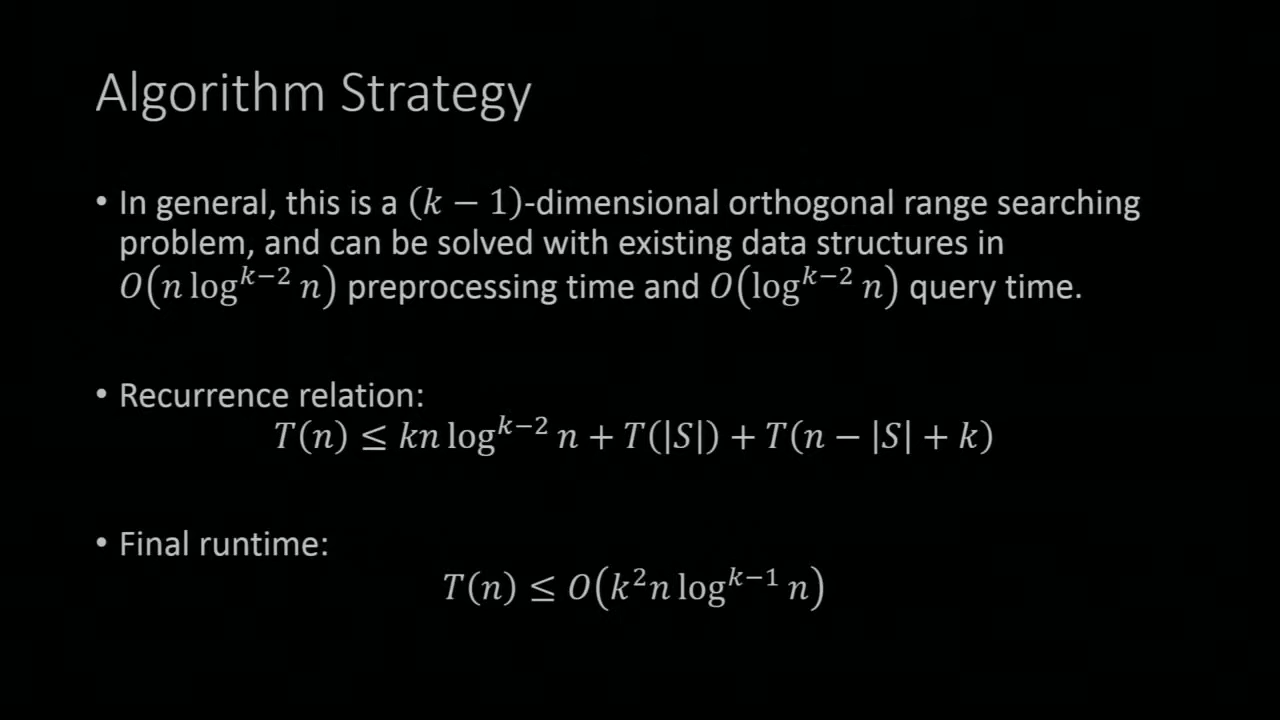 Algorithm Strategy
• In general, this is a (k − 1)-dimensional orthogonal range searching
problem, and can be solved with existing data structures in
O(n log^{k−2} n) preprocessing time and O(log^{k−2} n) query time.
• Recurrence relation:
T(n) ≤ kn log^{k−2} n + T(|S|) + T(n − |S| + k)
• Final runtime:
T(n) ≤ O(k^2 n log^{k−1} n)